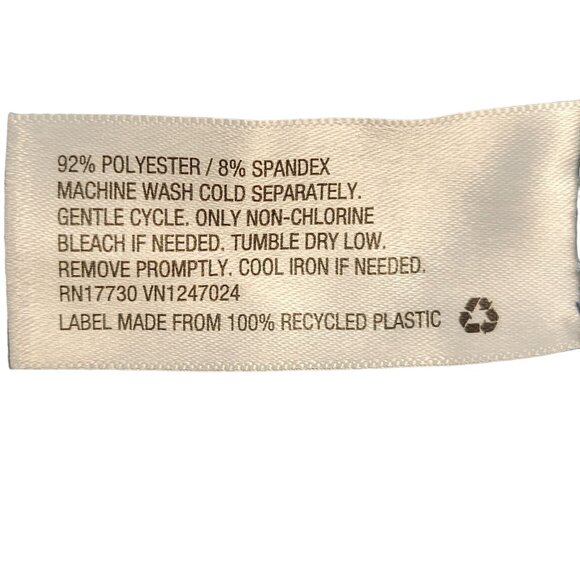 92% POLYESTER / 8% SPANDEX
MACHINE WASH COLD SEPARATELY.
GENTLE CYCLE. ONLY NON-CHLORINE
BLEACH IF NEEDED. TUMBLE DRY LOW.
REMOVE PROMPTLY. COOL IRON IF NEEDED.
RN17730 VN1247024
LABEL MADE FROM 100% RECYCLED PLASTIC